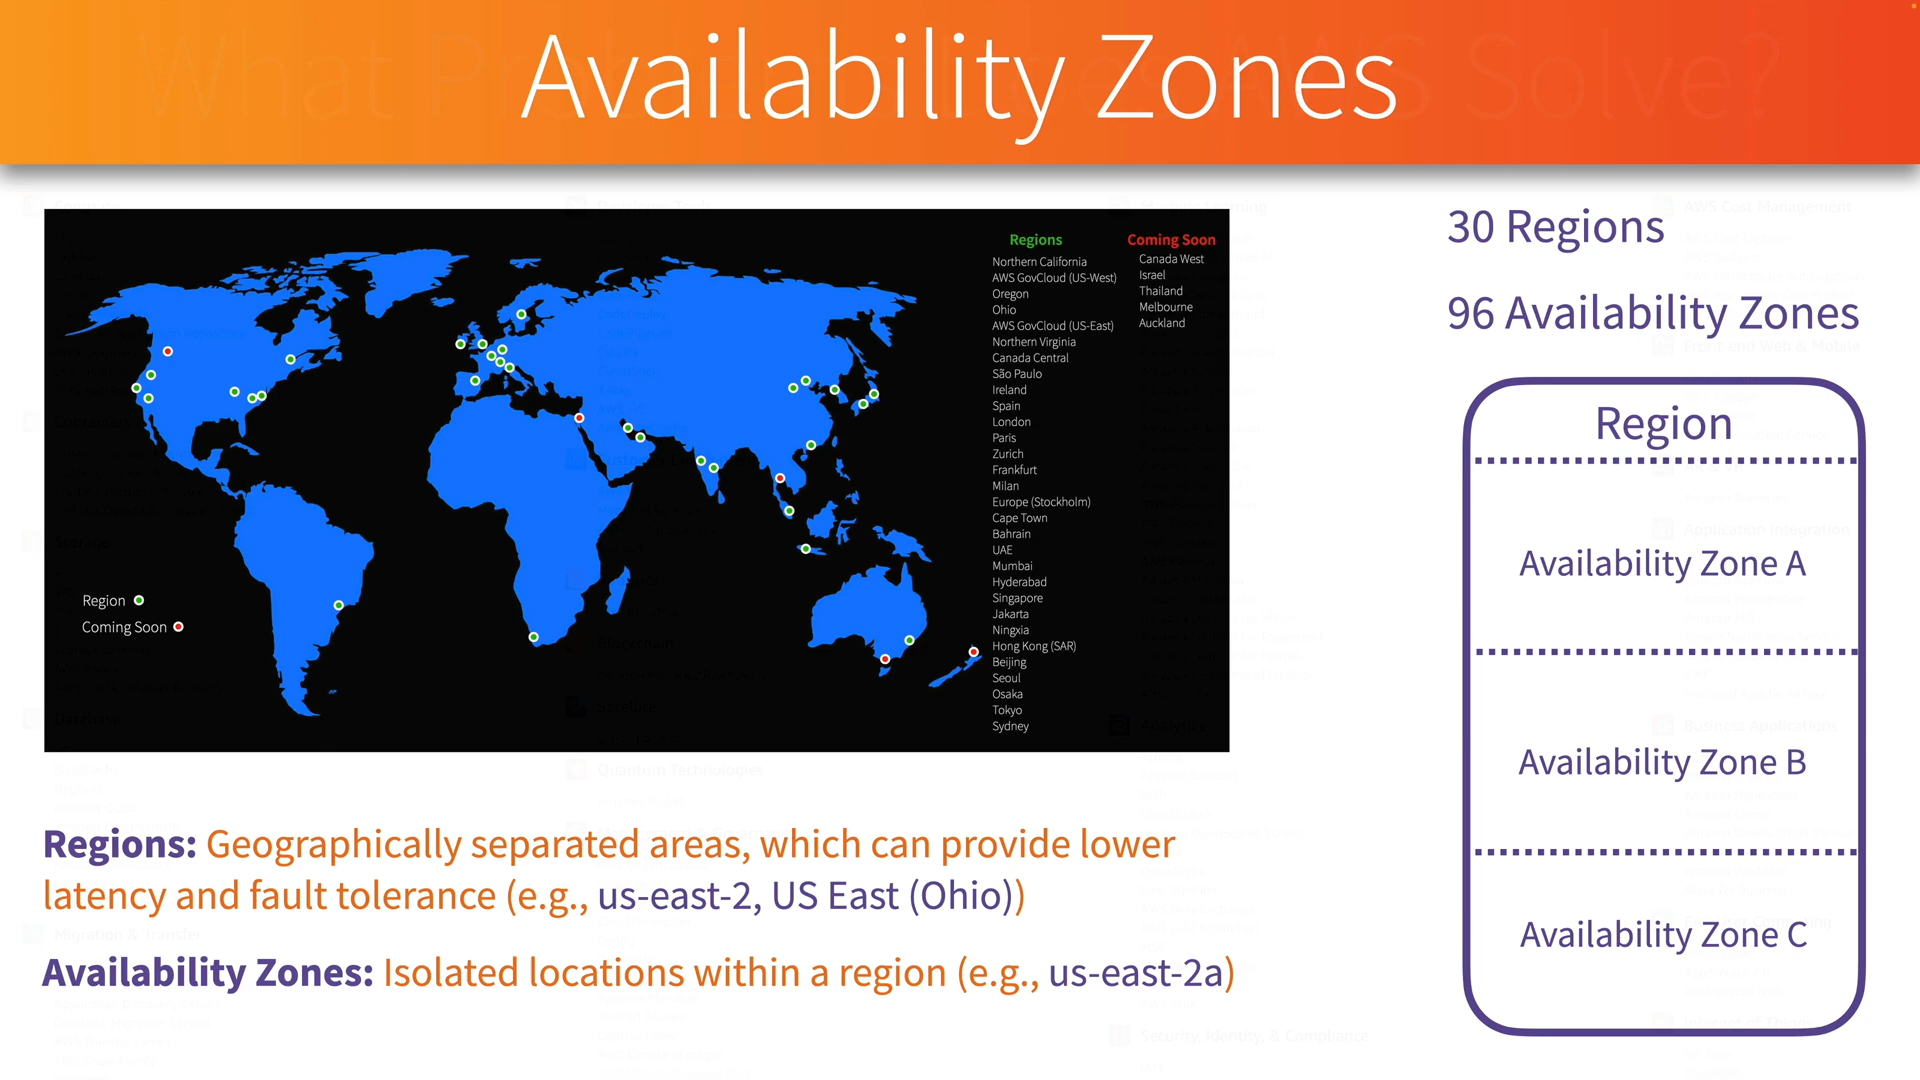 Availability Zones
Regions
Northern California
AWS GovCloud (US-West)
Oregon
Ohio
AWS GovCloud (US-East)
Northern Virginia
Canada Central
São Paulo
Ireland
Spain
London
Paris
Zurich
Frankfurt
Milan
Europe (Stockholm)
Cape Town
Bahrain
UAE
Mumbai
Hyderabad
Singapore
Jakarta
Ningxia
Hong Kong (SAR)
Beijing
Seoul
Osaka
Tokyo
Sydney
Coming Soon
Canada West
Israel
Thailand
Melbourne
Auckland
Region
Coming Soon
30 Regions
96 Availability Zones
Region
Availability Zone A
Availability Zone B
Availability Zone C
Regions: Geographically separated areas, which can provide lower
latency and fault tolerance (e.g., us-east-2, US East (Ohio))
Availability Zones: Isolated locations within a region (e.g., us-east-2a)